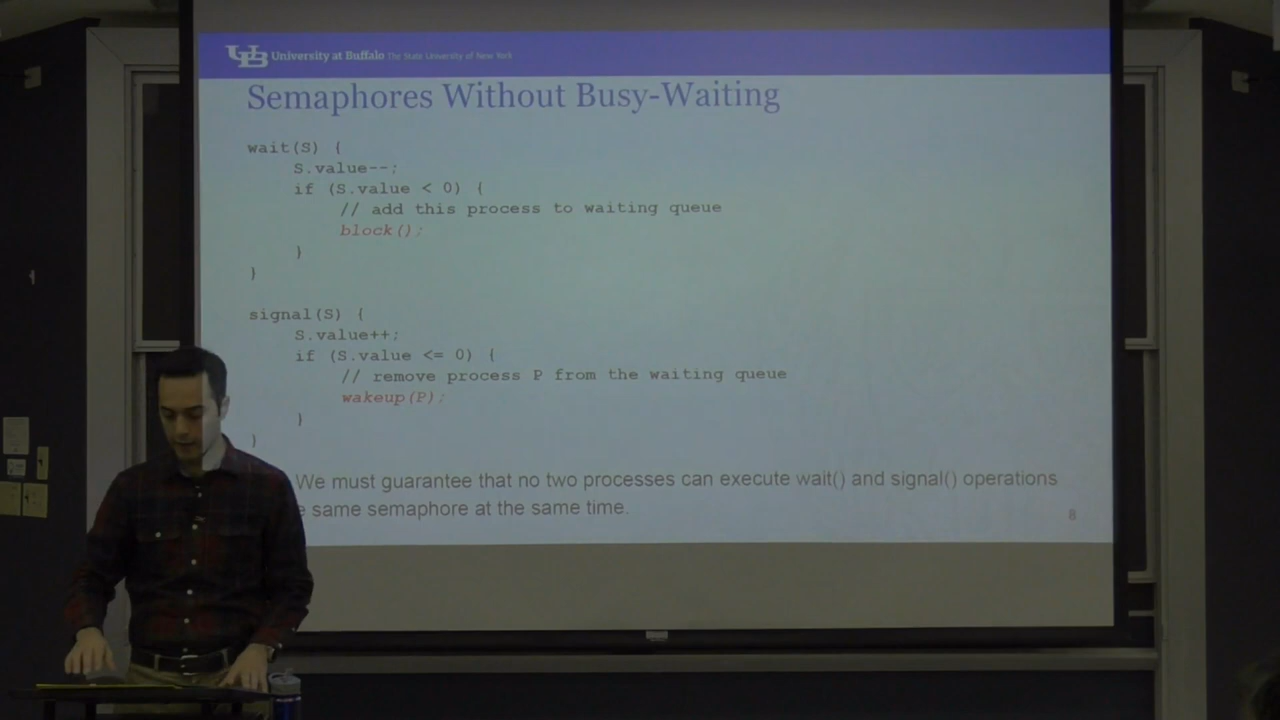 UB University at Buffalo The State University of New York
Semaphores Without Busy-Waiting
wait(S) {
S.value--;
if (S.value < 0) {
// add this process to waiting queue
block();
}
}
signal(S) {
S.value++;
if (S.value <= 0) {
// remove process P from the waiting queue
wakeup(P);
}
}
We must guarantee that no two processes can execute wait() and signal() operations
same semaphore at the same time.
8